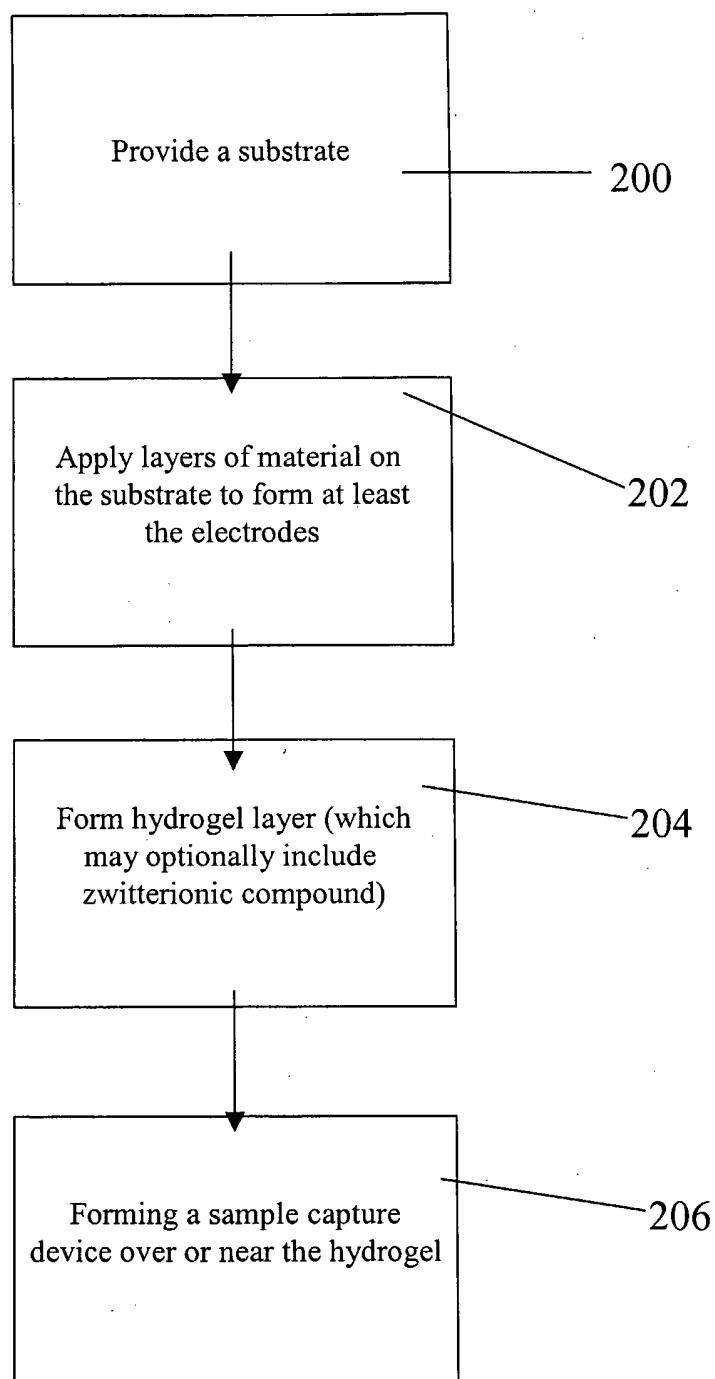 Provide a substrate
200
Apply layers of material on
the substrate to form at least
the electrodes
202
Form hydrogel layer (which
may optionally include
zwitterionic compound)
204
Forming a sample capture
device over or near the hydrogel
206